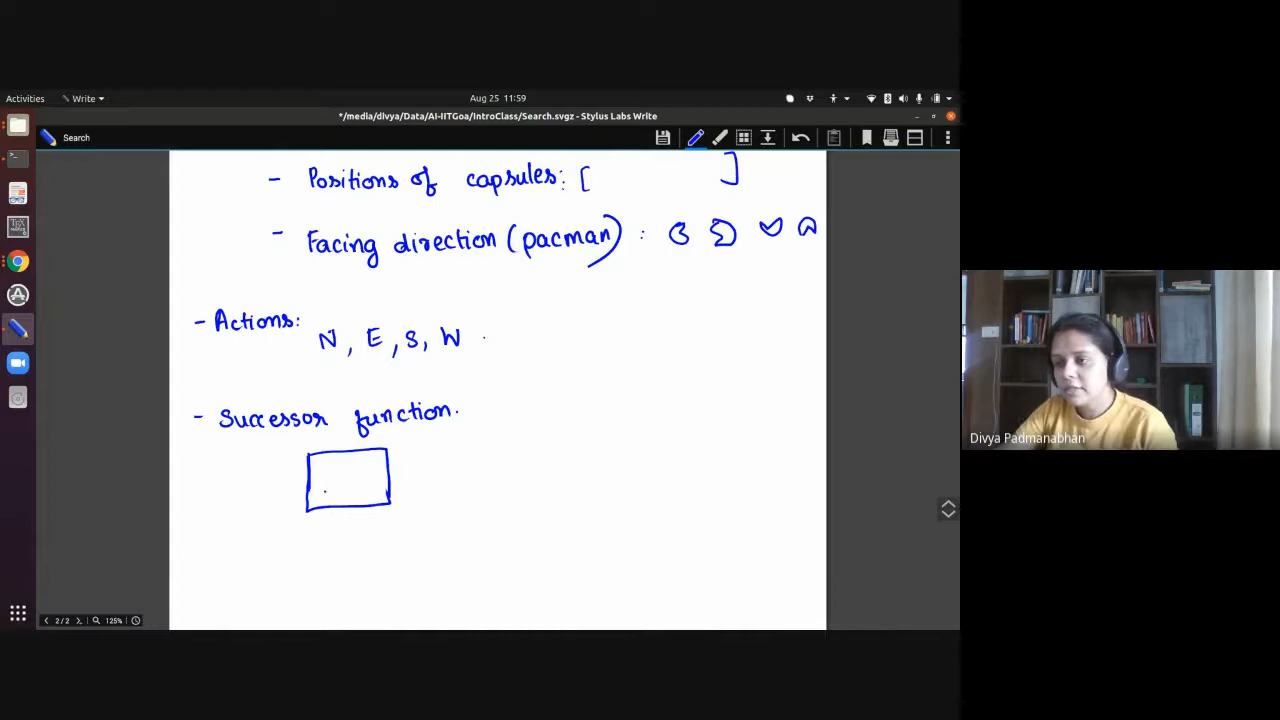 Activities
Write
Aug 25 11:59
*/media/divya/Data/AI-IITGoa/IntroClass/Search.svgz - Stylus Labs Write
Search
- Positions of capsules: [ ]
- Facing direction (pacman) :
- Actions:
N, E, S, W
- Successor function.
Divya Padmanabhan
2/2
125%